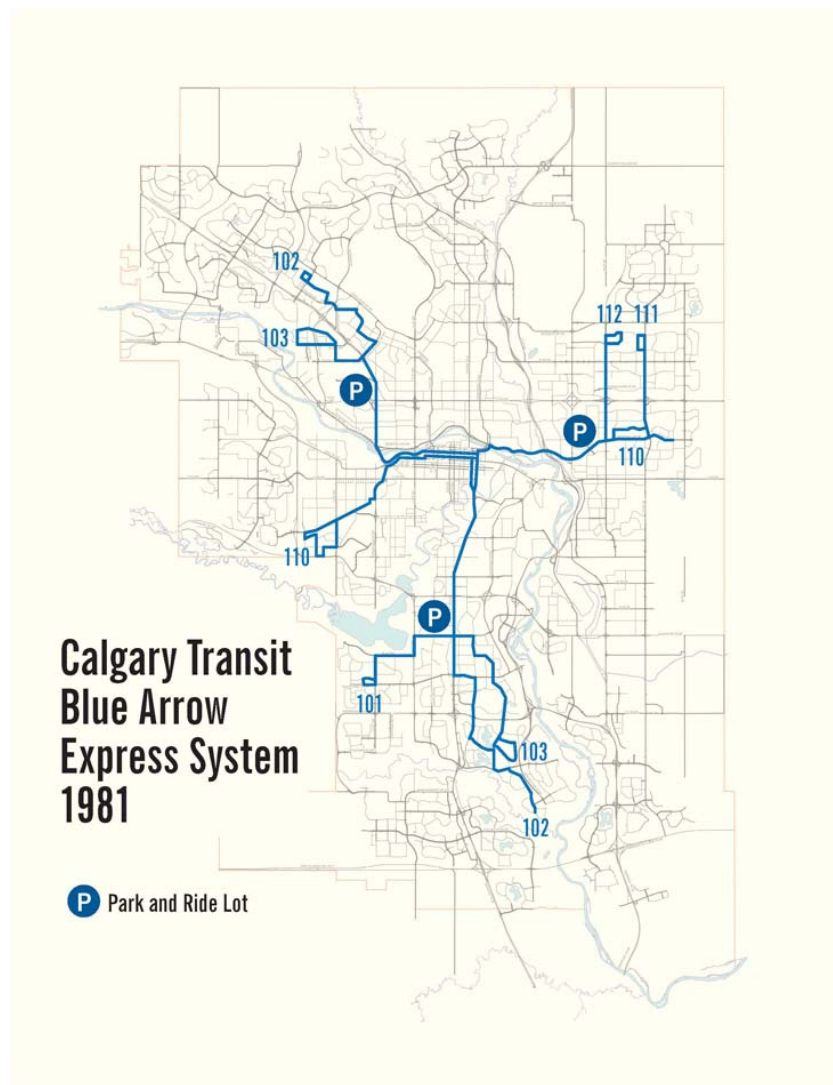 102
112 111
103
P
P
110
110
P
Calgary Transit
Blue Arrow
Express System
1981
101
103
102
P Park and Ride Lot